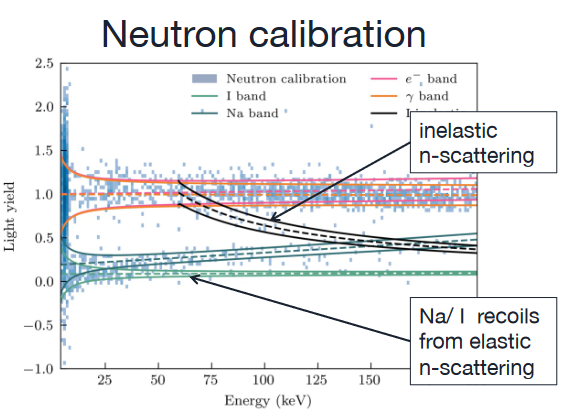 Neutron calibration
2.5
2.0
1.5
1.0
0.5
0.0
−0.5
−1.0
Light yield
Neutron calibration
I band
Na band
e⁻ band
γ band
inelastic
n-scattering
Na/ I recoils
from elastic
n-scattering
25
50
75
100
125
150
Energy (keV)